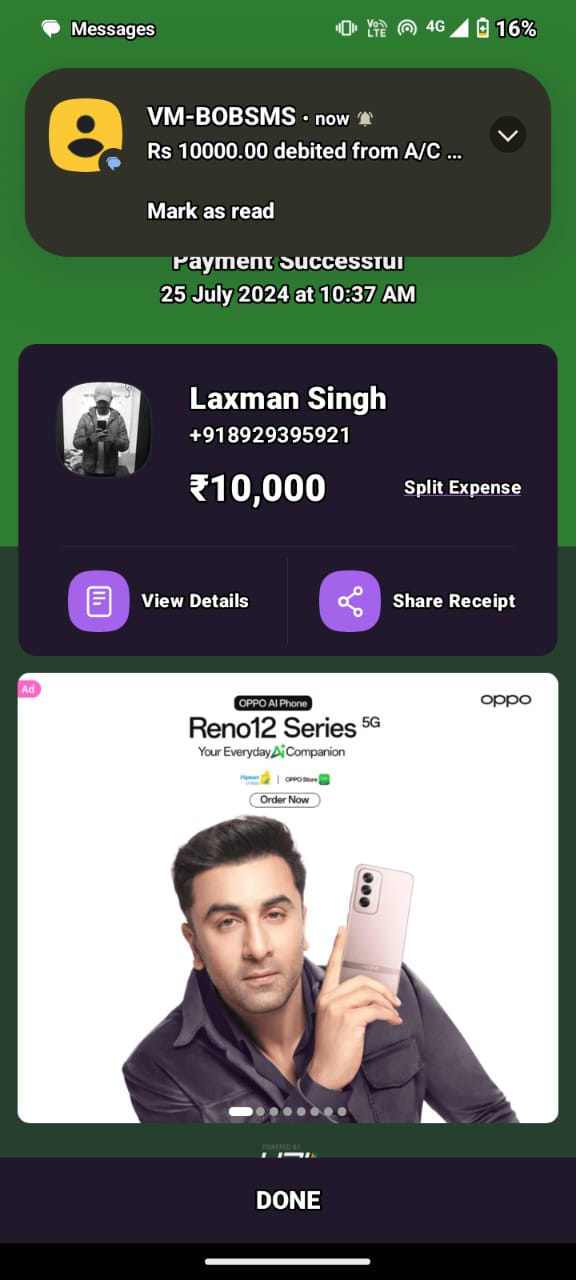 Messages
Vo))
LTE
4G
16%
VM-BOBSMS • now
Rs 10000.00 debited from A/C ...
Mark as read
Payment Successful
25 July 2024 at 10:37 AM
Laxman Singh
+918929395921
₹10,000
Split Expense
View Details
Share Receipt
Ad
OPPO AI Phone
oppo
Reno12 Series 5G
Your Everyday Ai Companion
Flipkart | OPPO Store
Order Now
POWERED BY
DONE